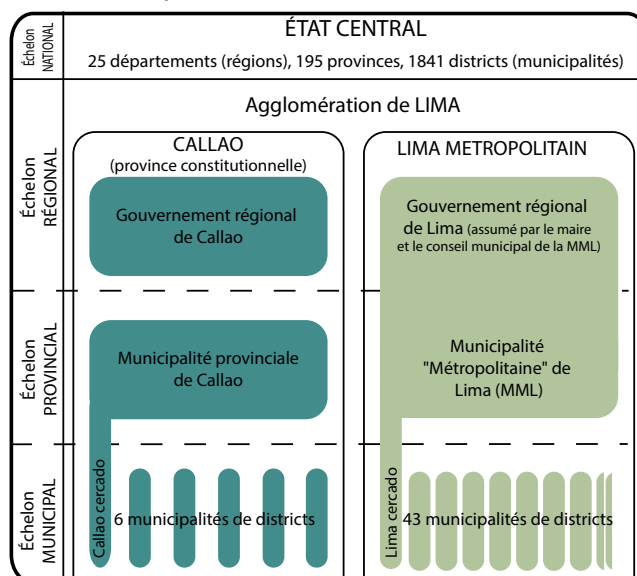 Échelon
NATIONAL
ÉTAT CENTRAL
25 départements (régions), 195 provinces, 1841 districts (municipalités)
Échelon
RÉGIONAL
Agglomération de LIMA
CALLAO
(province constitutionnelle)
Gouvernement régional
de Callao
LIMA METROPOLITAIN
Gouvernement régional
de Lima (assumé par le maire
et le conseil municipal de la MML)
Échelon
PROVINCIAL
Municipalité provinciale
de Callao
Municipalité
"Métropolitaine" de
Lima (MML)
Échelon
MUNICIPAL
Callao cercado
6 municipalités de districts
Lima cercado
43 municipalités de districts